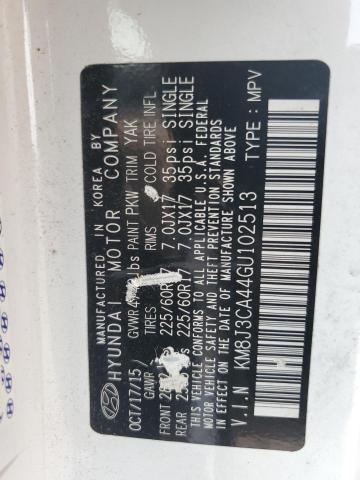 MANUFACTURED IN KOREA BY
HYUNDAI MOTOR COMPANY
OCT/17/15 GVWR lbs PAINT PKW TRIM YAK
GAWR TIRES RIMS COLD TIRE INFL.
FRONT 225/60R17 7.0JX17 35psi SINGLE
REAR 225/60R17 7.0JX17 35psi SINGLE
THIS VEHICLE CONFORMS TO ALL APPLICABLE U.S.A. FEDERAL
MOTOR VEHICLE SAFETY AND THEFT PREVENTION STANDARDS
IN EFFECT ON THE DATE OF MANUFACTURE SHOWN ABOVE.
V.I.N KM8J3CA44GU102513 TYPE : MPV
H